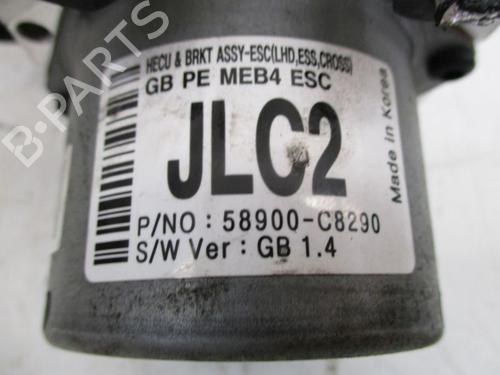 HECU & BRKT ASSY-ESC(LHD,ESS,CROSS)
GB PE MEB4 ESC
JLC2
P/NO : 58900-C8290
S/W Ver : GB 1.4
Made in Korea
B-PARTS